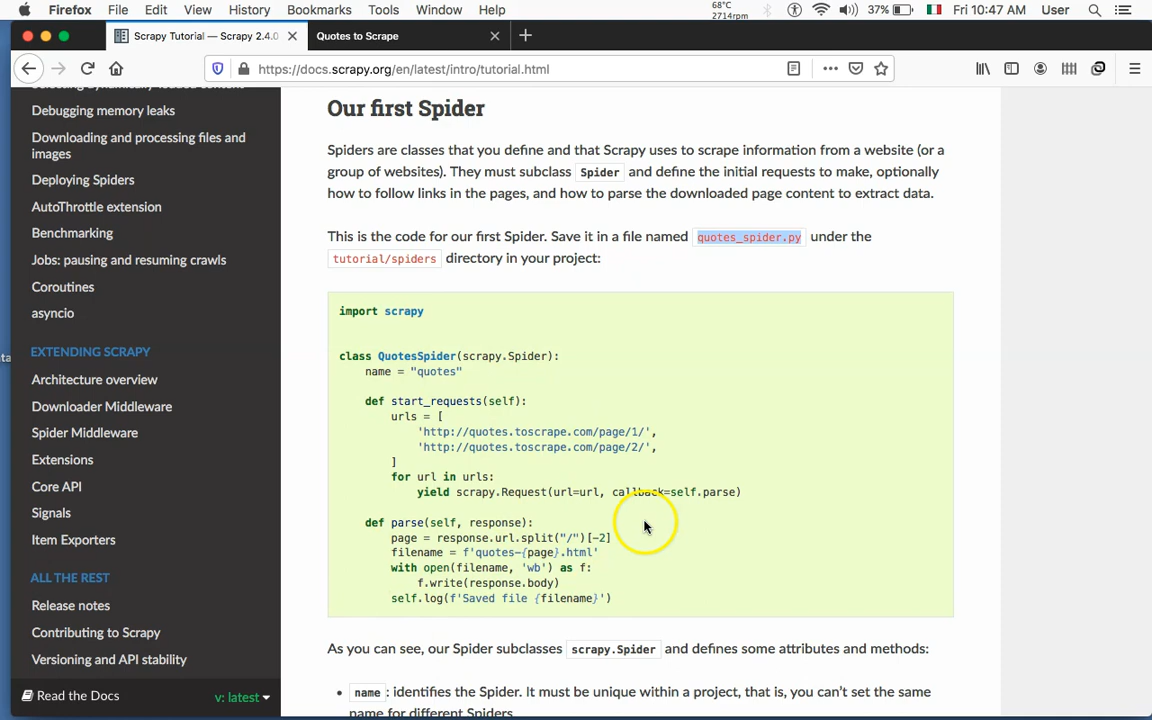 Firefox File Edit View History Bookmarks Tools Window Help 68°C 2714rpm 37% Fri 10:47 AM User
Scrapy Tutorial — Scrapy 2.4.0 Quotes to Scrape
https://docs.scrapy.org/en/latest/intro/tutorial.html
Selecting dynamically-loaded content
Debugging memory leaks
Downloading and processing files and
images
Deploying Spiders
AutoThrottle extension
Benchmarking
Jobs: pausing and resuming crawls
Coroutines
asyncio
EXTENDING SCRAPY
Architecture overview
Downloader Middleware
Spider Middleware
Extensions
Core API
Signals
Item Exporters
ALL THE REST
Release notes
Contributing to Scrapy
Versioning and API stability
Read the Docs v: latest
Our first Spider
Spiders are classes that you define and that Scrapy uses to scrape information from a website (or a
group of websites). They must subclass Spider and define the initial requests to make, optionally
how to follow links in the pages, and how to parse the downloaded page content to extract data.
This is the code for our first Spider. Save it in a file named quotes_spider.py under the
tutorial/spiders directory in your project:
import scrapy
class QuotesSpider(scrapy.Spider):
name = "quotes"
def start_requests(self):
urls = [
'http://quotes.toscrape.com/page/1/',
'http://quotes.toscrape.com/page/2/',
]
for url in urls:
yield scrapy.Request(url=url, callback=self.parse)
def parse(self, response):
page = response.url.split("/")[-2]
filename = f'quotes-{page}.html'
with open(filename, 'wb') as f:
f.write(response.body)
self.log(f'Saved file {filename}')
As you can see, our Spider subclasses scrapy.Spider and defines some attributes and methods:
• name : identifies the Spider. It must be unique within a project, that is, you can't set the same
name for different Spiders.